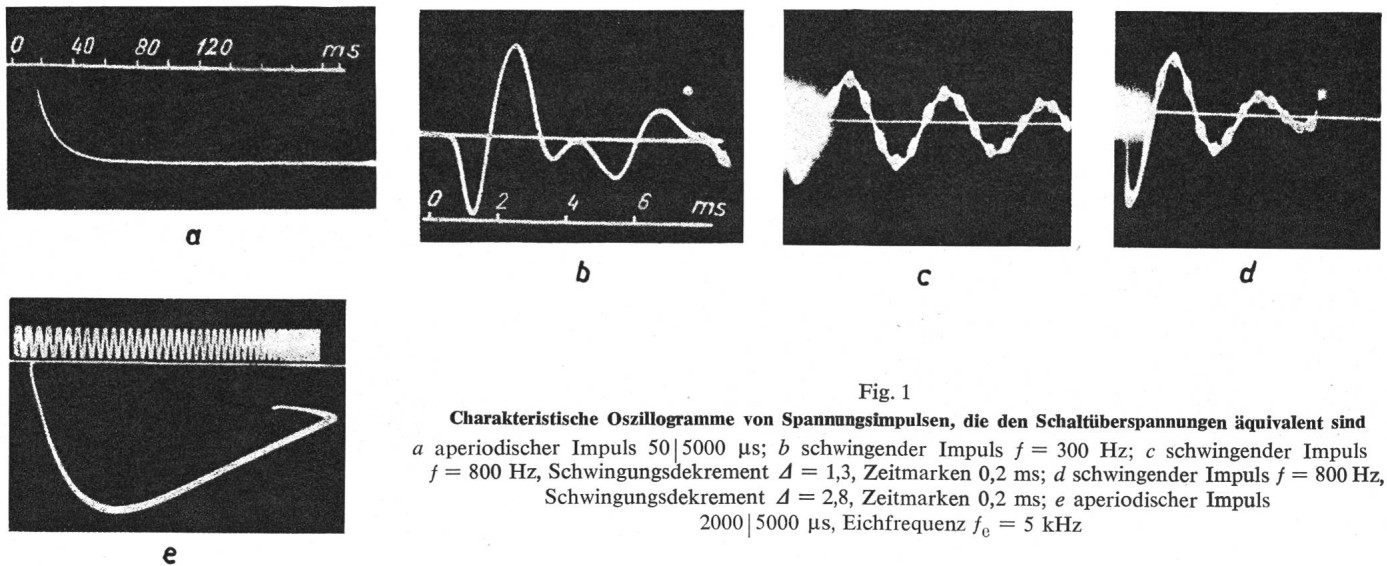 0 40 80 120 ms
a
0 2 4 6 ms
b
c
d
e
Fig. 1
Charakteristische Oszillogramme von Spannungsimpulsen, die den Schaltüberspannungen äquivalent sind
a aperiodischer Impuls 50|5000 μs; b schwingender Impuls f = 300 Hz; c schwingender Impuls
f = 800 Hz, Schwingungsdekrement Δ = 1,3, Zeitmarken 0,2 ms; d schwingender Impuls f = 800 Hz,
Schwingungsdekrement Δ = 2,8, Zeitmarken 0,2 ms; e aperiodischer Impuls
2000|5000 μs, Eichfrequenz fe = 5 kHz